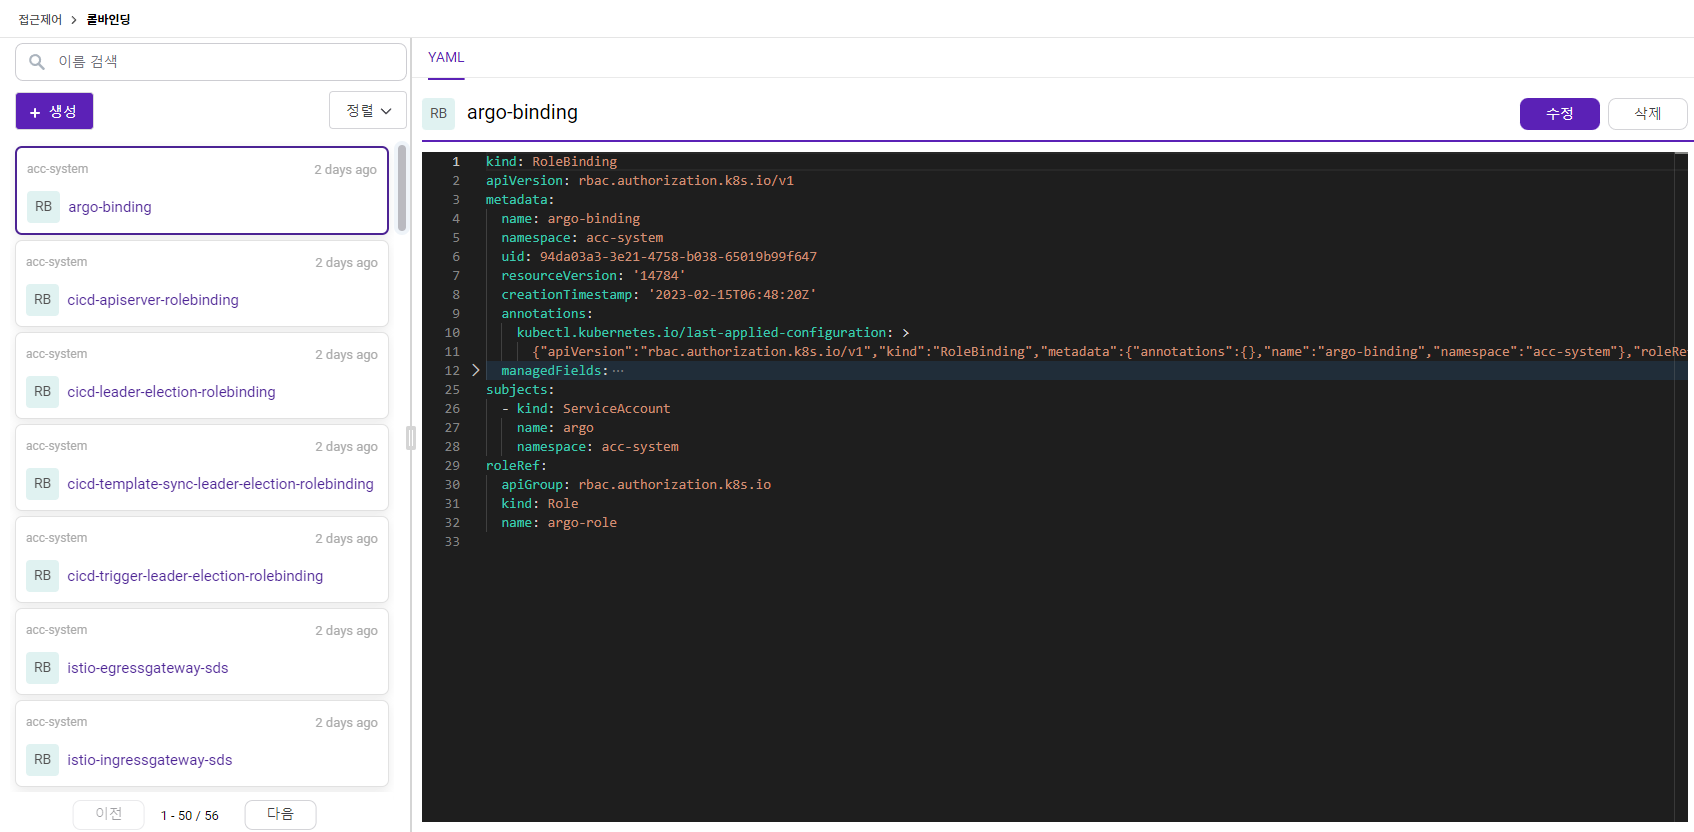 접근제어 > 롤바인딩
이름 검색
+ 생성
정렬
acc-system 2 days ago
RB argo-binding
acc-system 2 days ago
RB cicd-apiserver-rolebinding
acc-system 2 days ago
RB cicd-leader-election-rolebinding
acc-system 2 days ago
RB cicd-template-sync-leader-election-rolebinding
acc-system 2 days ago
RB cicd-trigger-leader-election-rolebinding
acc-system 2 days ago
RB istio-egressgateway-sds
acc-system 2 days ago
RB istio-ingressgateway-sds
이전 1 - 50 / 56 다음
YAML
RB argo-binding
수정 삭제
1 kind: RoleBinding
2 apiVersion: rbac.authorization.k8s.io/v1
3 metadata:
4 name: argo-binding
5 namespace: acc-system
6 uid: 94da03a3-3e21-4758-b038-65019b99f647
7 resourceVersion: '14784'
8 creationTimestamp: '2023-02-15T06:48:20Z'
9 annotations:
10 kubectl.kubernetes.io/last-applied-configuration: >
11 {"apiVersion":"rbac.authorization.k8s.io/v1","kind":"RoleBinding","metadata":{"annotations":{},"name":"argo-binding","namespace":"acc-system"},"roleRe
12 > managedFields: ···
25 subjects:
26 - kind: ServiceAccount
27 name: argo
28 namespace: acc-system
29 roleRef:
30 apiGroup: rbac.authorization.k8s.io
31 kind: Role
32 name: argo-role
33